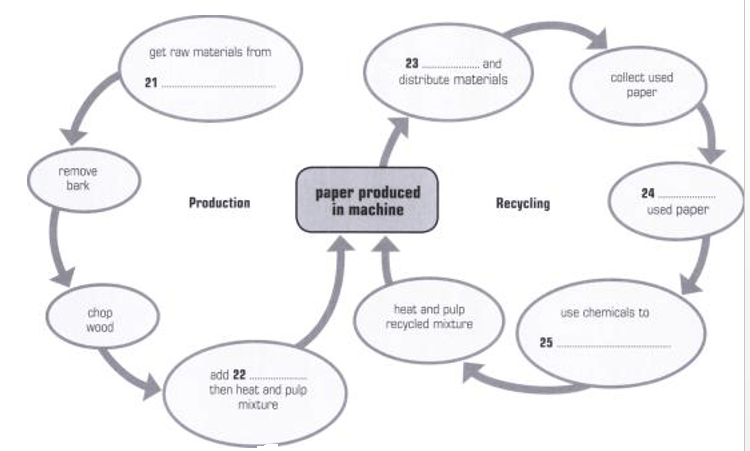 get raw materials from
21 ..............................
remove
bark
chop
wood
add 22 ................
then heat and pulp
mixture
Production
paper produced
in machine
23 ................ and
distribute materials
collect used
paper
24 ................
used paper
use chemicals to
25 ..............................
heat and pulp
recycled mixture
Recycling